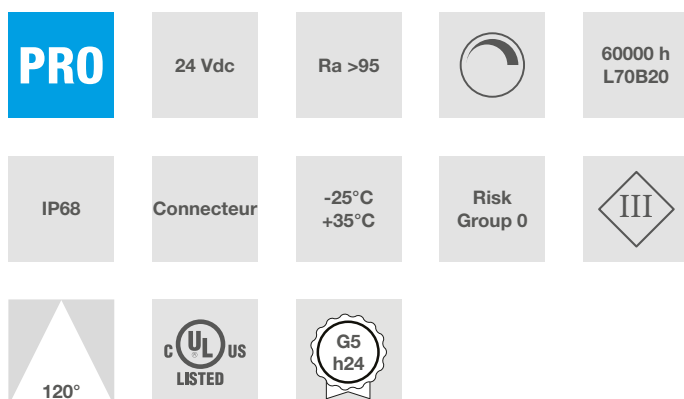 PRO
24 Vdc
Ra >95
60000 h
L70B20
IP68
Connecteur
-25°C
+35°C
Risk
Group 0
III
120°
C UL US
®
LISTED
G5
h24